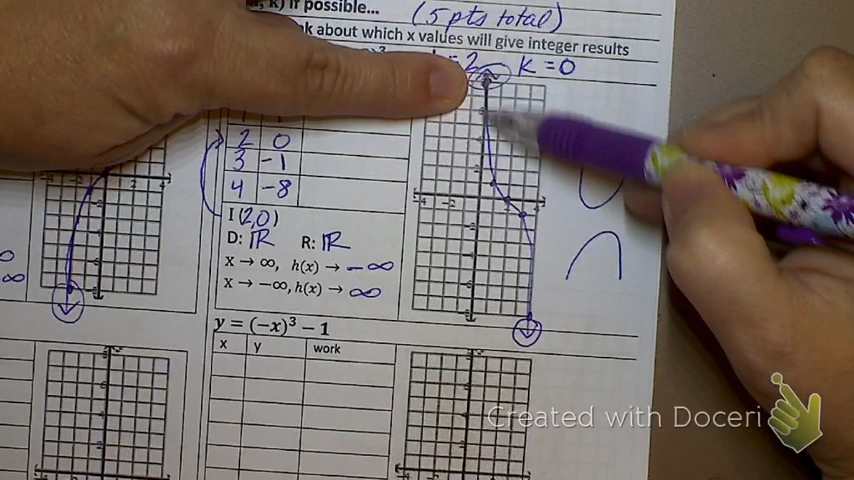 k) if possible...
(5 pts total)
about which x values will give integer results
= 2 K = 0
2 0
3 -1
4 -8
I (2,0)
D: ℝ R: ℝ
x → ∞, h(x) → -∞
x → -∞, h(x) → ∞
y = (-x)³ - 1
x y work
Created with Doceri